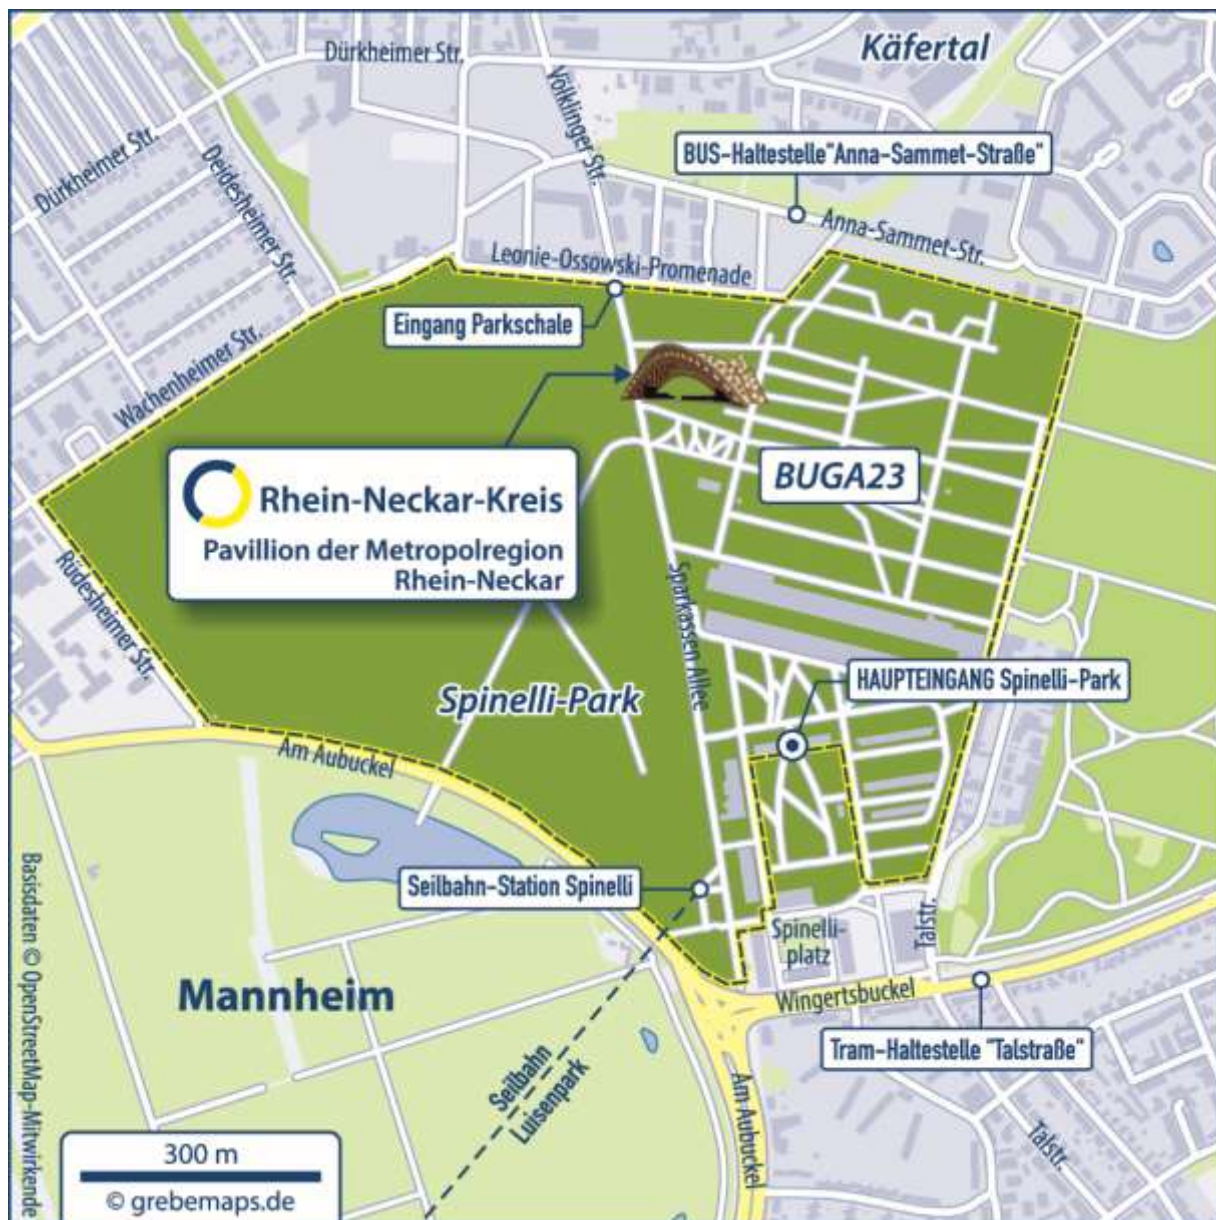 Käfertal
Dürkheimer Str.
Völklinger Str.
Dürkheimer Str.
Deidesheimer Str.
BUS-Haltestelle"Anna-Sammet-Straße"
Anna-Sammet-Str.
Leonie-Ossowski-Promenade
Eingang Parkschale
Wachenheimer Str.
BUGA23
Rhein-Neckar-Kreis
Pavillion der Metropolregion
Rhein-Neckar
Rüdesheimer Str.
Sparkassen Allee
HAUPTEINGANG Spinelli-Park
Spinelli-Park
Am Aubuckel
Seilbahn-Station Spinelli
Spinelli-
platz
Talstr.
Mannheim
Wingertsbuckel
Tram-Haltestelle "Talstraße"
Seilbahn
Luisenpark
Am Aubuckel
Talstr.
300 m
© grebemaps.de
Basisdaten © OpenStreetMap-Mitwirkende